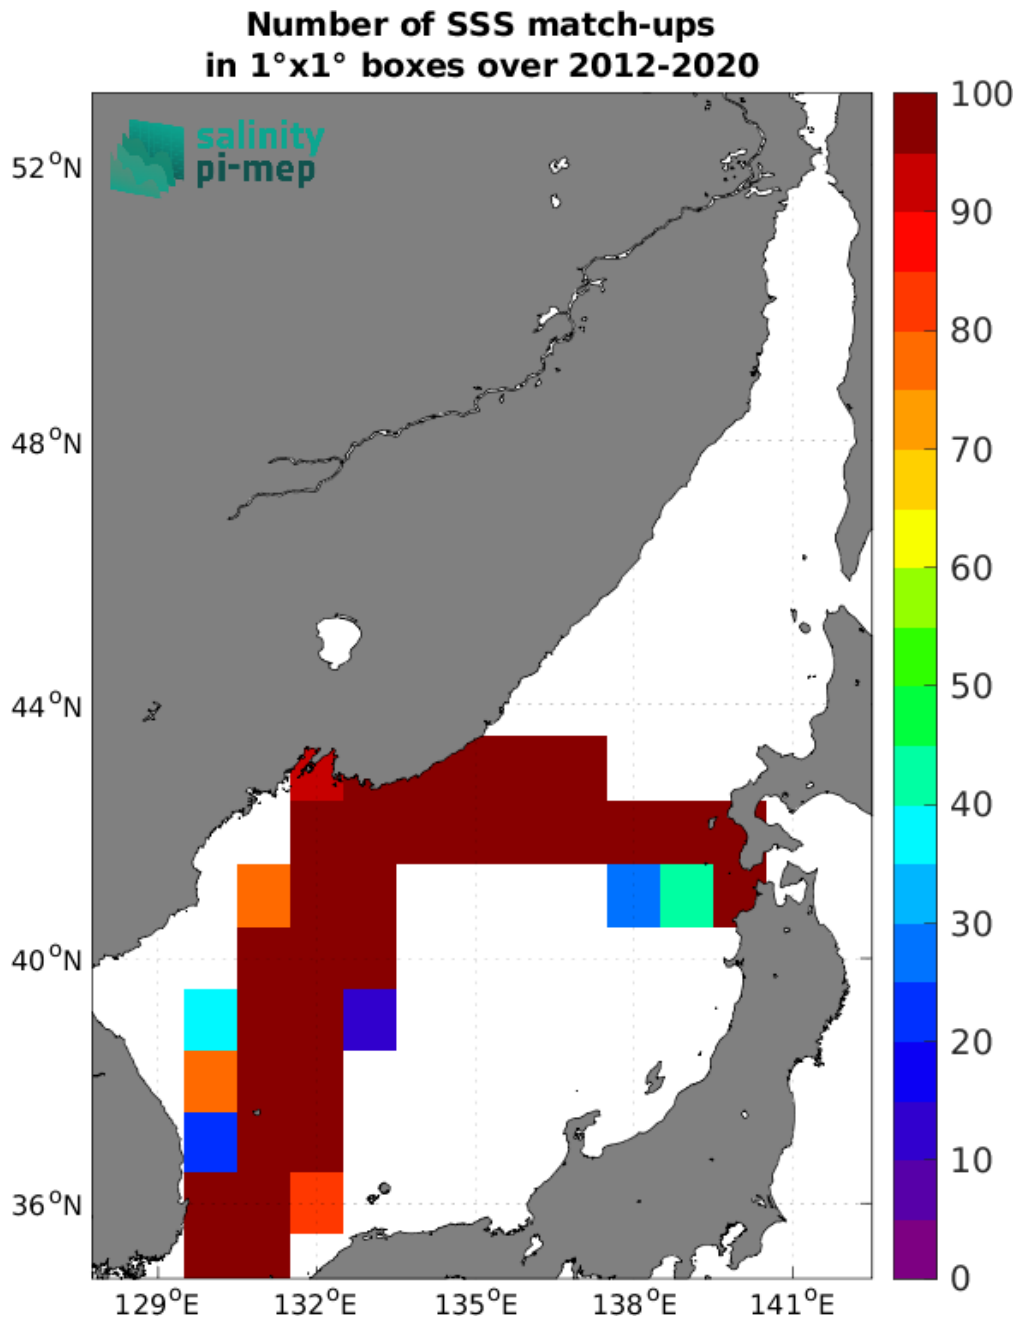 Number of SSS match-ups
in 1°x1° boxes over 2012-2020
salinity
pi-mep
52°N
48°N
44°N
40°N
36°N
129°E
132°E
135°E
138°E
141°E
100
90
80
70
60
50
40
30
20
10
0